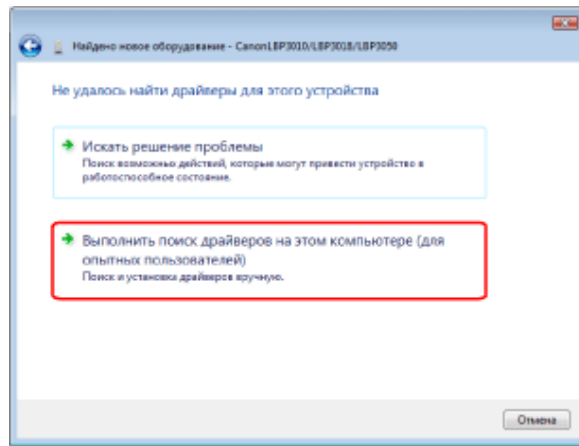 Найдено новое оборудование - CanonLBP3010/LBP3018/LBP3050
Не удалось найти драйверы для этого устройства
Искать решение проблемы
Поиск возможных действий, которые могут привести устройство в
работоспособное состояние.
Выполнить поиск драйверов на этом компьютере (для
опытных пользователей)
Поиск и установка драйверов вручную.
Отмена